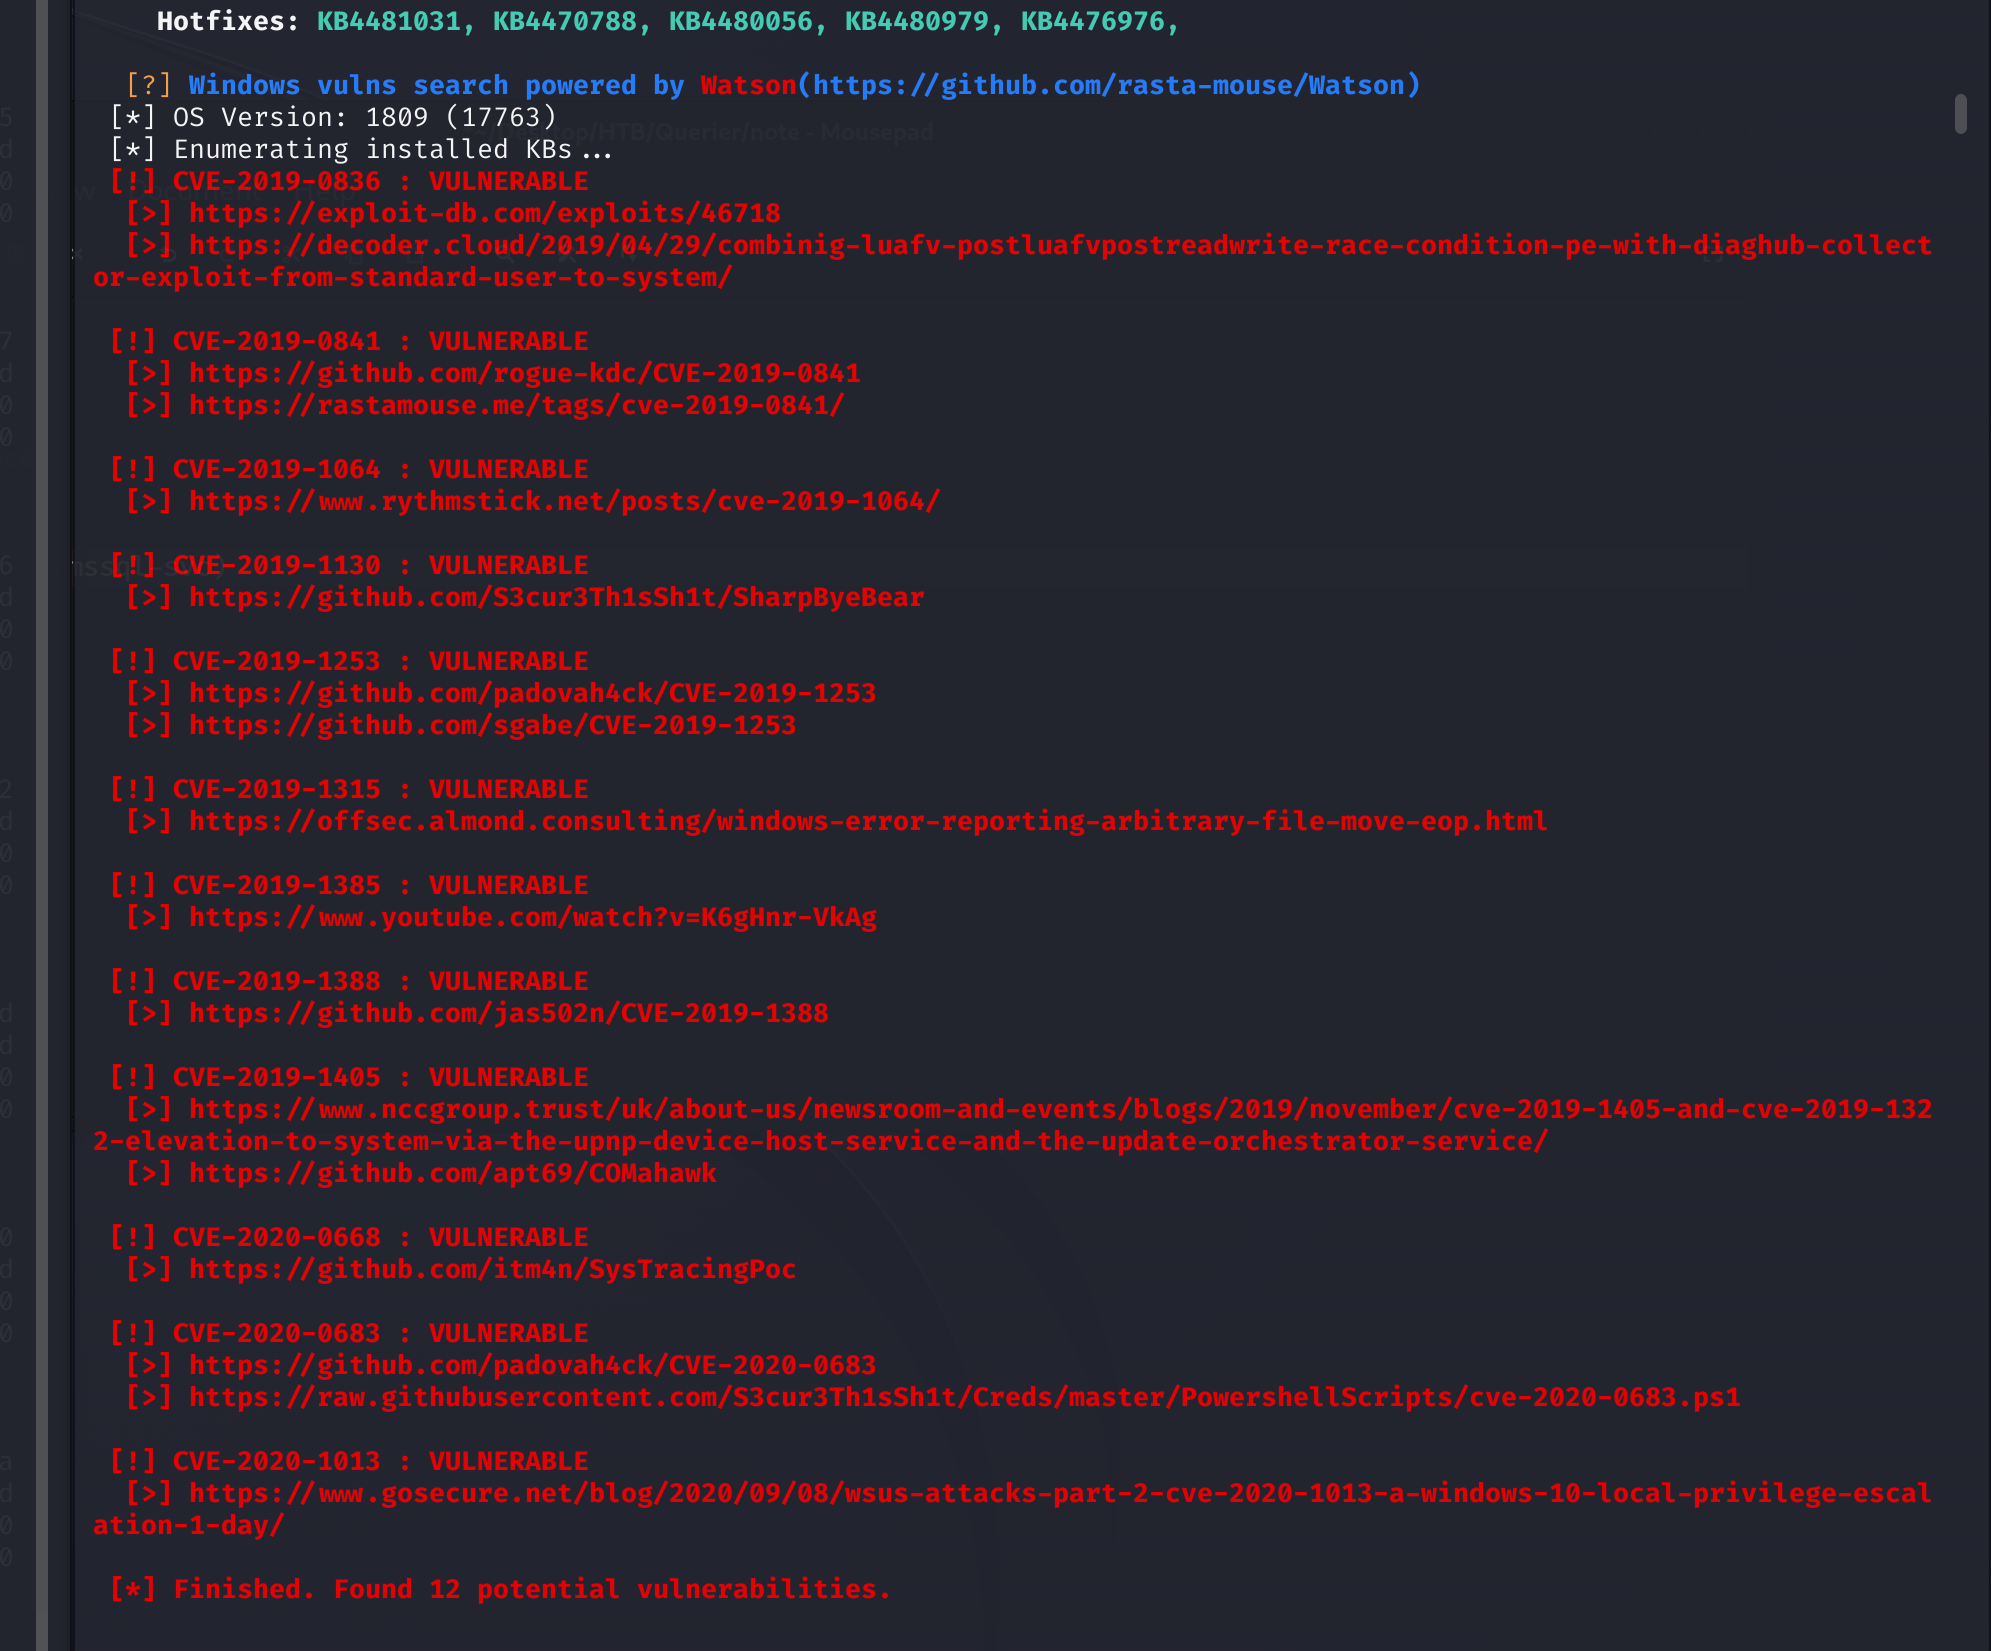 Hotfixes: KB4481031, KB4470788, KB4480056, KB4480979, KB4476976,
[?] Windows vulns search powered by Watson(https://github.com/rasta-mouse/Watson)
[*] OS Version: 1809 (17763)
~/Desktop/HTB/Querier/note - Mousepad
[*] Enumerating installed KBs...
[!] CVE-2019-0836 : VULNERABLE
[>] https://exploit-db.com/exploits/46718
[>] https://decoder.cloud/2019/04/29/combinig-luafv-postluafvpostreadwrite-race-condition-pe-with-diaghub-collect
or-exploit-from-standard-user-to-system/
[!] CVE-2019-0841 : VULNERABLE
[>] https://github.com/rogue-kdc/CVE-2019-0841
[>] https://rastamouse.me/tags/cve-2019-0841/
[!] CVE-2019-1064 : VULNERABLE
[>] https://www.rythmstick.net/posts/cve-2019-1064/
[!] CVE-2019-1130 : VULNERABLE
[>] https://github.com/S3cur3Th1sSh1t/SharpByeBear
[!] CVE-2019-1253 : VULNERABLE
[>] https://github.com/padovah4ck/CVE-2019-1253
[>] https://github.com/sgabe/CVE-2019-1253
[!] CVE-2019-1315 : VULNERABLE
[>] https://offsec.almond.consulting/windows-error-reporting-arbitrary-file-move-eop.html
[!] CVE-2019-1385 : VULNERABLE
[>] https://www.youtube.com/watch?v=K6gHnr-VkAg
[!] CVE-2019-1388 : VULNERABLE
[>] https://github.com/jas502n/CVE-2019-1388
[!] CVE-2019-1405 : VULNERABLE
[>] https://www.nccgroup.trust/uk/about-us/newsroom-and-events/blogs/2019/november/cve-2019-1405-and-cve-2019-132
2-elevation-to-system-via-the-upnp-device-host-service-and-the-update-orchestrator-service/
[>] https://github.com/apt69/COMahawk
[!] CVE-2020-0668 : VULNERABLE
[>] https://github.com/itm4n/SysTracingPoc
[!] CVE-2020-0683 : VULNERABLE
[>] https://github.com/padovah4ck/CVE-2020-0683
[>] https://raw.githubusercontent.com/S3cur3Th1sSh1t/Creds/master/PowershellScripts/cve-2020-0683.ps1
[!] CVE-2020-1013 : VULNERABLE
[>] https://www.gosecure.net/blog/2020/09/08/wsus-attacks-part-2-cve-2020-1013-a-windows-10-local-privilege-escal
ation-1-day/
[*] Finished. Found 12 potential vulnerabilities.